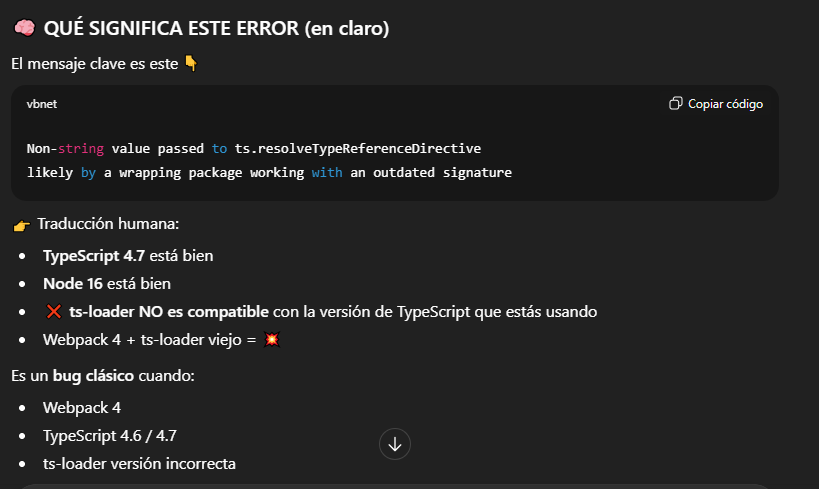 🧠 QUÉ SIGNIFICA ESTE ERROR (en claro)
El mensaje clave es este 👇
vbnet
Copiar código
Non-string value passed to ts.resolveTypeReferenceDirective
likely by a wrapping package working with an outdated signature
👉 Traducción humana:
• TypeScript 4.7 está bien
• Node 16 está bien
• ❌ ts-loader NO es compatible con la versión de TypeScript que estás usando
• Webpack 4 + ts-loader viejo = 💥
Es un bug clásico cuando:
• Webpack 4
• TypeScript 4.6 / 4.7
• ts-loader versión incorrecta